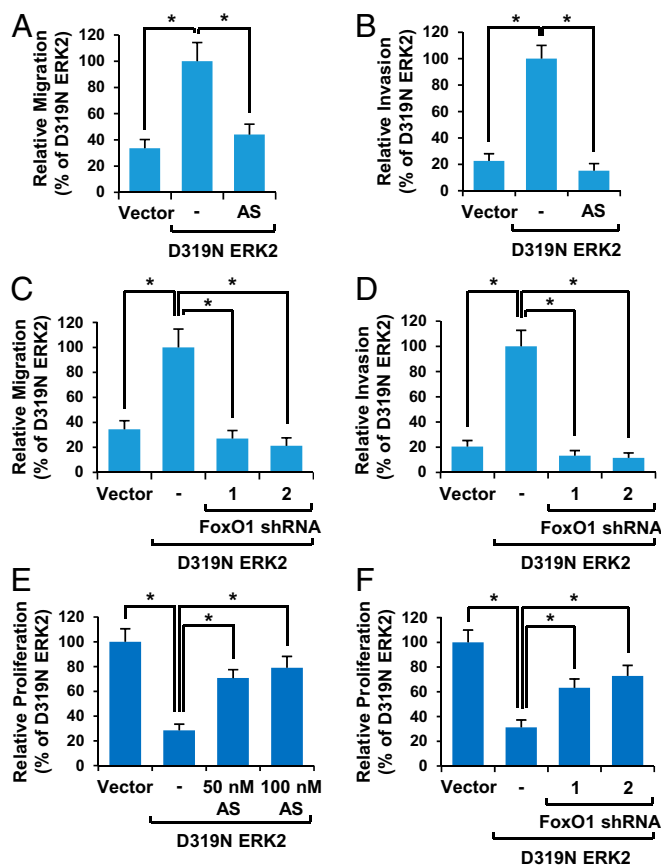 A
Relative Migration
(% of D319N ERK2)
120
100
80
60
40
20
0
* *
Vector - AS
D319N ERK2
B
Relative Invasion
(% of D319N ERK2)
120
100
80
60
40
20
0
* *
Vector - AS
D319N ERK2
C
Relative Migration
(% of D319N ERK2)
120
100
80
60
40
20
0
* *
*
Vector - 1 2
FoxO1 shRNA
D319N ERK2
D
Relative Invasion
(% of D319N ERK2)
120
100
80
60
40
20
0
* *
*
Vector - 1 2
FoxO1 shRNA
D319N ERK2
E
Relative Proliferation
(% of D319N ERK2)
120
100
80
60
40
20
0
* *
*
Vector - 50 nM 100 nM
AS AS
D319N ERK2
F
Relative Proliferation
(% of D319N ERK2)
120
100
80
60
40
20
0
* *
*
Vector - 1 2
FoxO1 shRNA
D319N ERK2